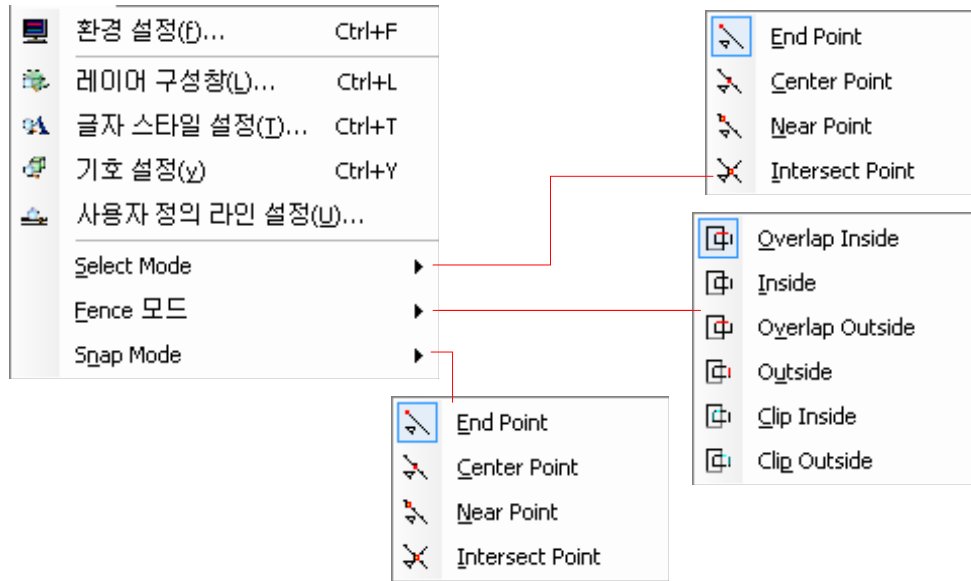 환경 설정(f)... Ctrl+F
레이어 구성창(L)... Ctrl+L
글자 스타일 설정(T)... Ctrl+T
기호 설정(y) Ctrl+Y
사용자 정의 라인 설정(U)...
Select Mode
Fence 모드
Snap Mode
End Point
Center Point
Near Point
Intersect Point
Overlap Inside
Inside
Overlap Outside
Outside
Clip Inside
Clip Outside
End Point
Center Point
Near Point
Intersect Point